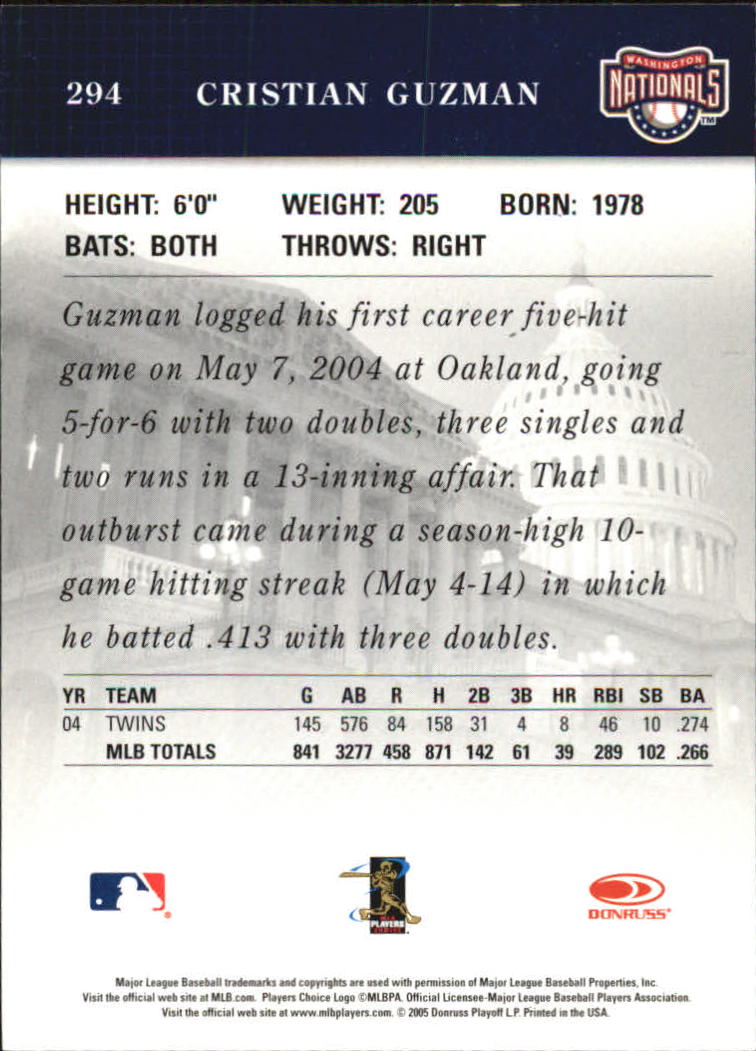 294 CRISTIAN GUZMAN
WASHINGTON
NATIONALS
TM
HEIGHT: 6'0" WEIGHT: 205 BORN: 1978
BATS: BOTH THROWS: RIGHT
Guzman logged his first career five-hit
game on May 7, 2004 at Oakland, going
5-for-6 with two doubles, three singles and
two runs in a 13-inning affair. That
outburst came during a season-high 10-
game hitting streak (May 4-14) in which
he batted .413 with three doubles.
YR TEAM G AB R H 2B 3B HR RBI SB BA
04 TWINS 145 576 84 158 31 4 8 46 10 .274
MLB TOTALS 841 3277 458 871 142 61 39 289 102 .266
PLAYERS
DONRUSS
Major League Baseball trademarks and copyrights are used with permission of Major League Baseball Properties, Inc.
Visit the official web site at MLB.com. Players Choice Logo ©MLBPA. Official Licensee-Major League Baseball Players Association.
Visit the official web site at www.mlbplayers.com. © 2005 Donruss Playoff L.P. Printed in the USA.